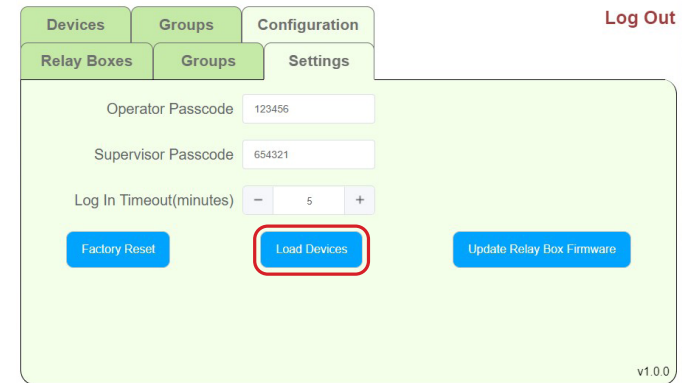 Devices Groups Configuration Log Out
Relay Boxes Groups Settings
Operator Passcode 123456
Supervisor Passcode 654321
Log In Timeout(minutes) − 5 +
Factory Reset Load Devices Update Relay Box Firmware
v1.0.0